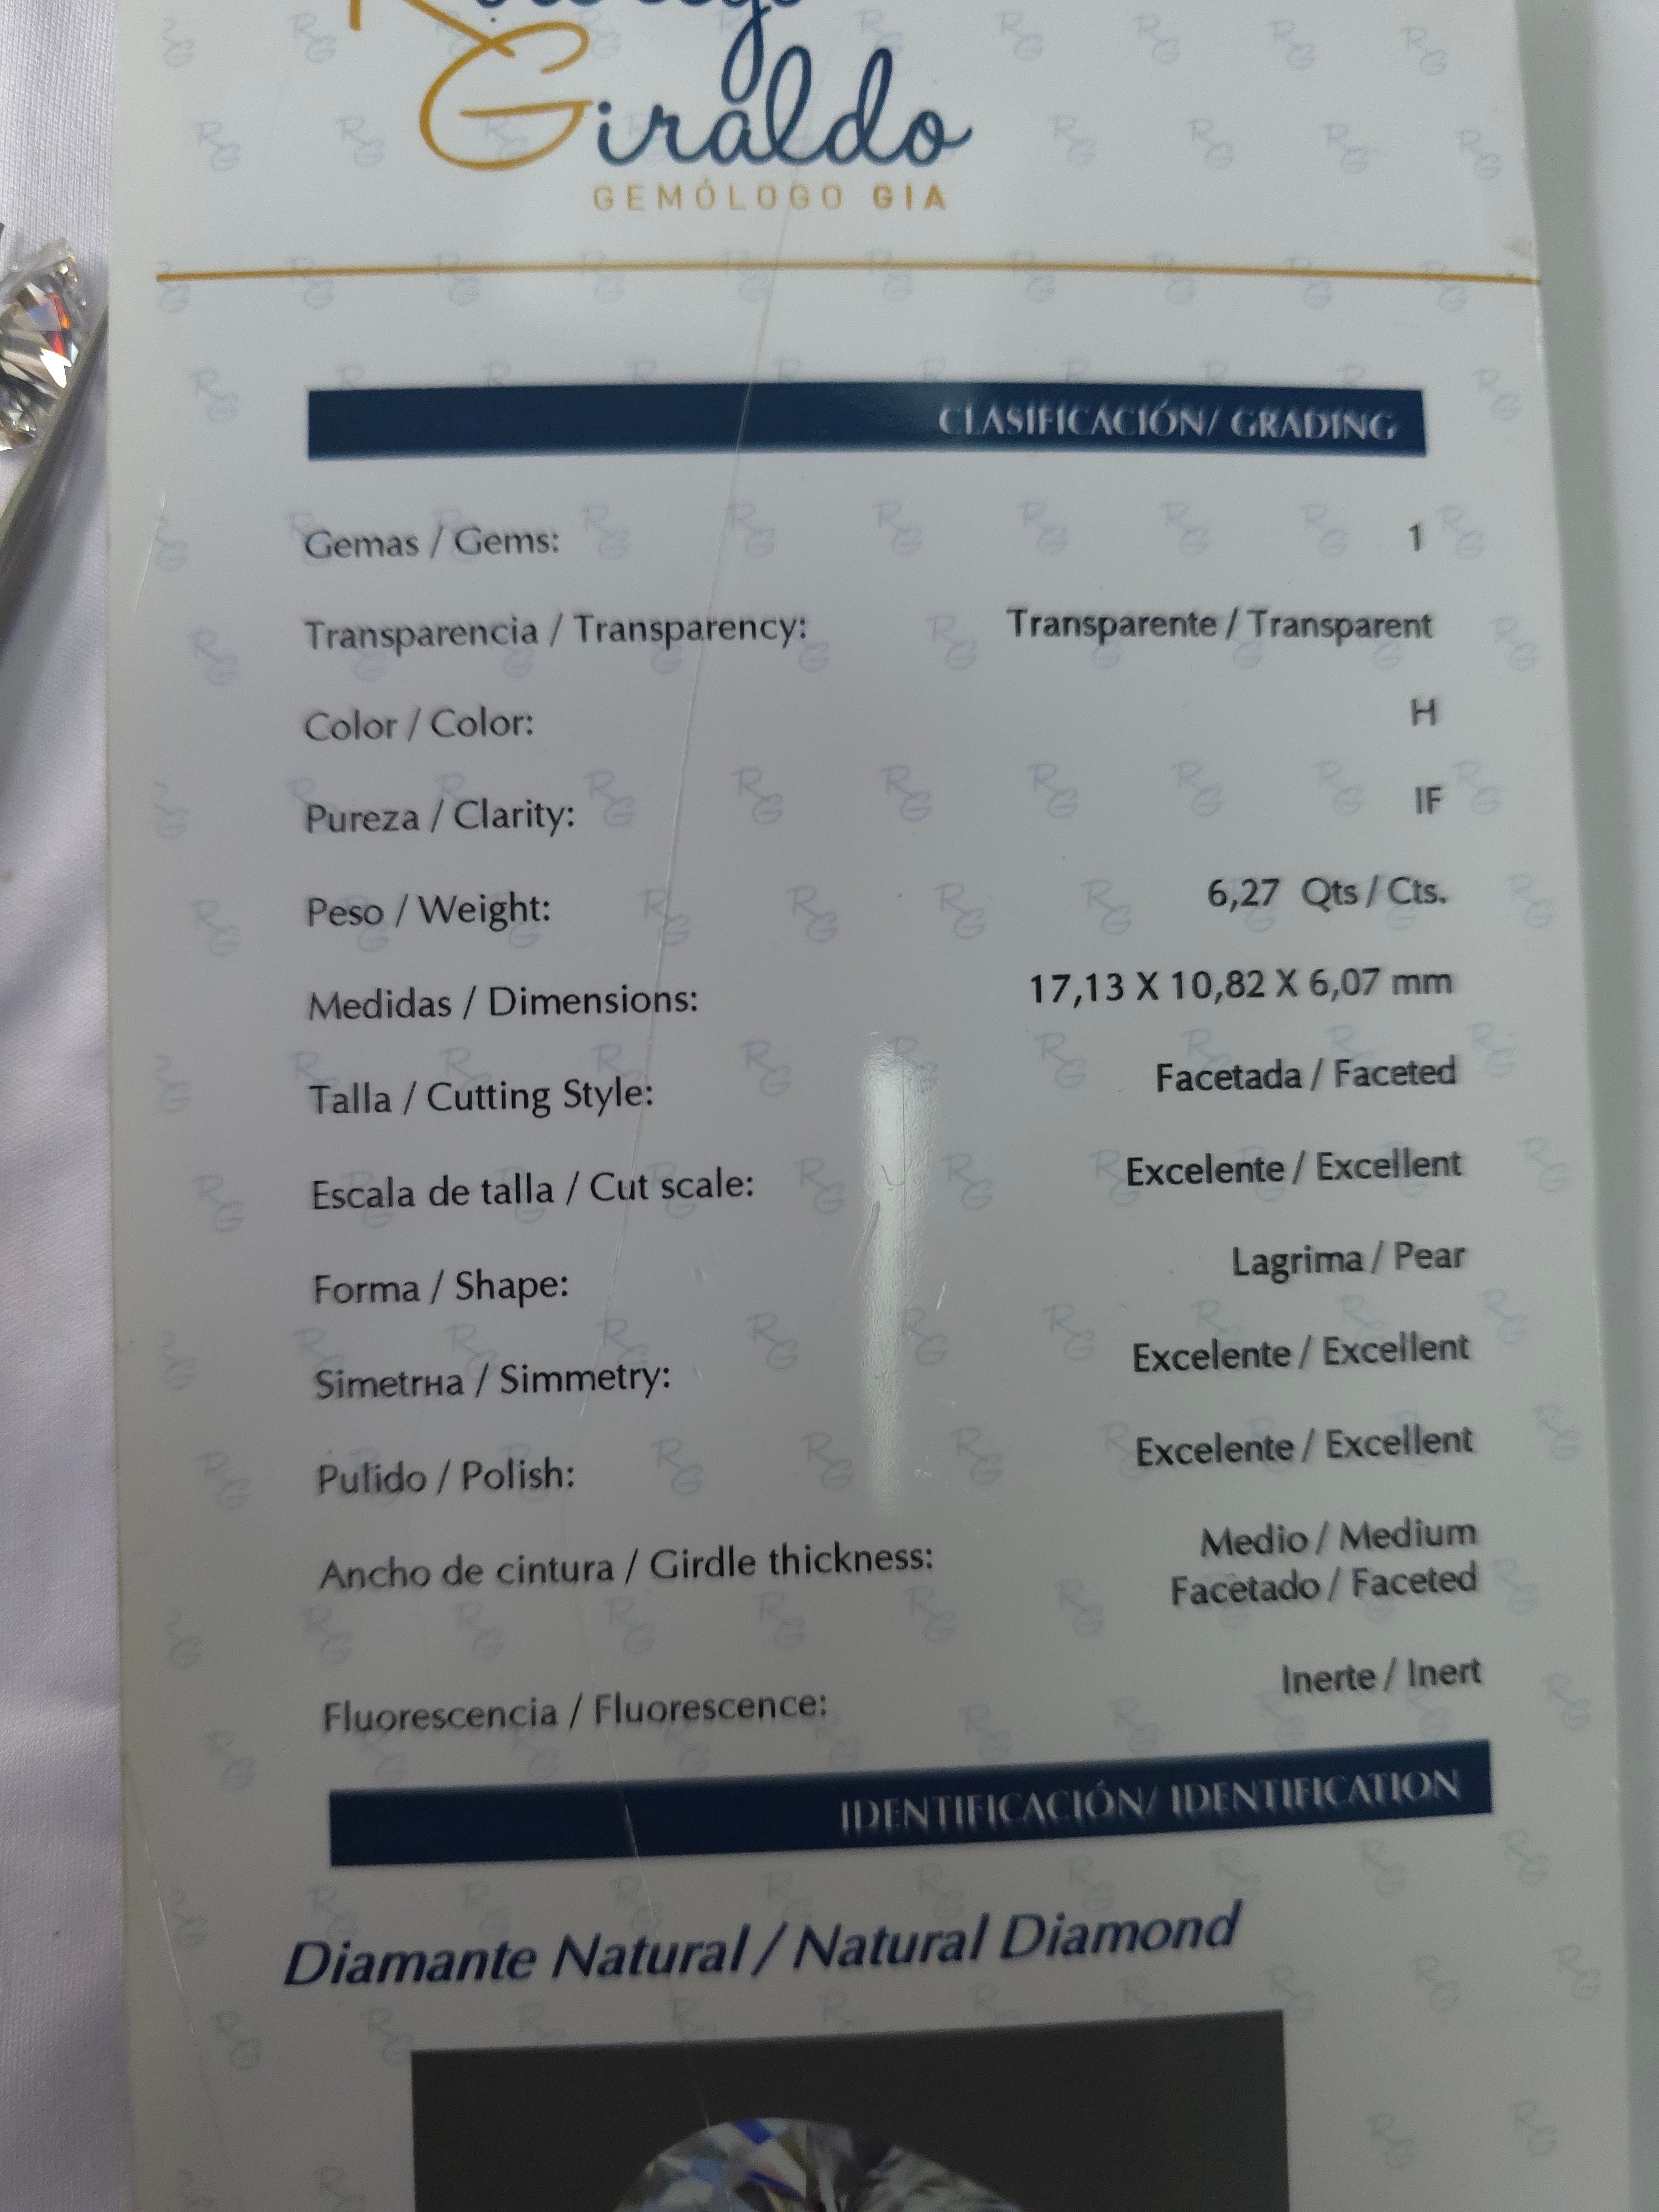 Giraldo
GEMÓLOGO GIA
CLASIFICACIÓN/ GRADING
Gemas / Gems: 1
Transparencia / Transparency: Transparente / Transparent
Color / Color: H
Pureza / Clarity: IF
Peso / Weight: 6,27 Qts / Cts.
Medidas / Dimensions: 17,13 X 10,82 X 6,07 mm
Talla / Cutting Style: Facetada / Faceted
Escala de talla / Cut scale: Excelente / Excellent
Forma / Shape: Lagrima / Pear
Simetrнa / Simmetry: Excelente / Excellent
Pulido / Polish: Excelente / Excellent
Ancho de cintura / Girdle thickness: Medio / Medium
Facetado / Faceted
Fluorescencia / Fluorescence: Inerte / Inert
IDENTIFICACIÓN/ IDENTIFICATION
Diamante Natural / Natural Diamond